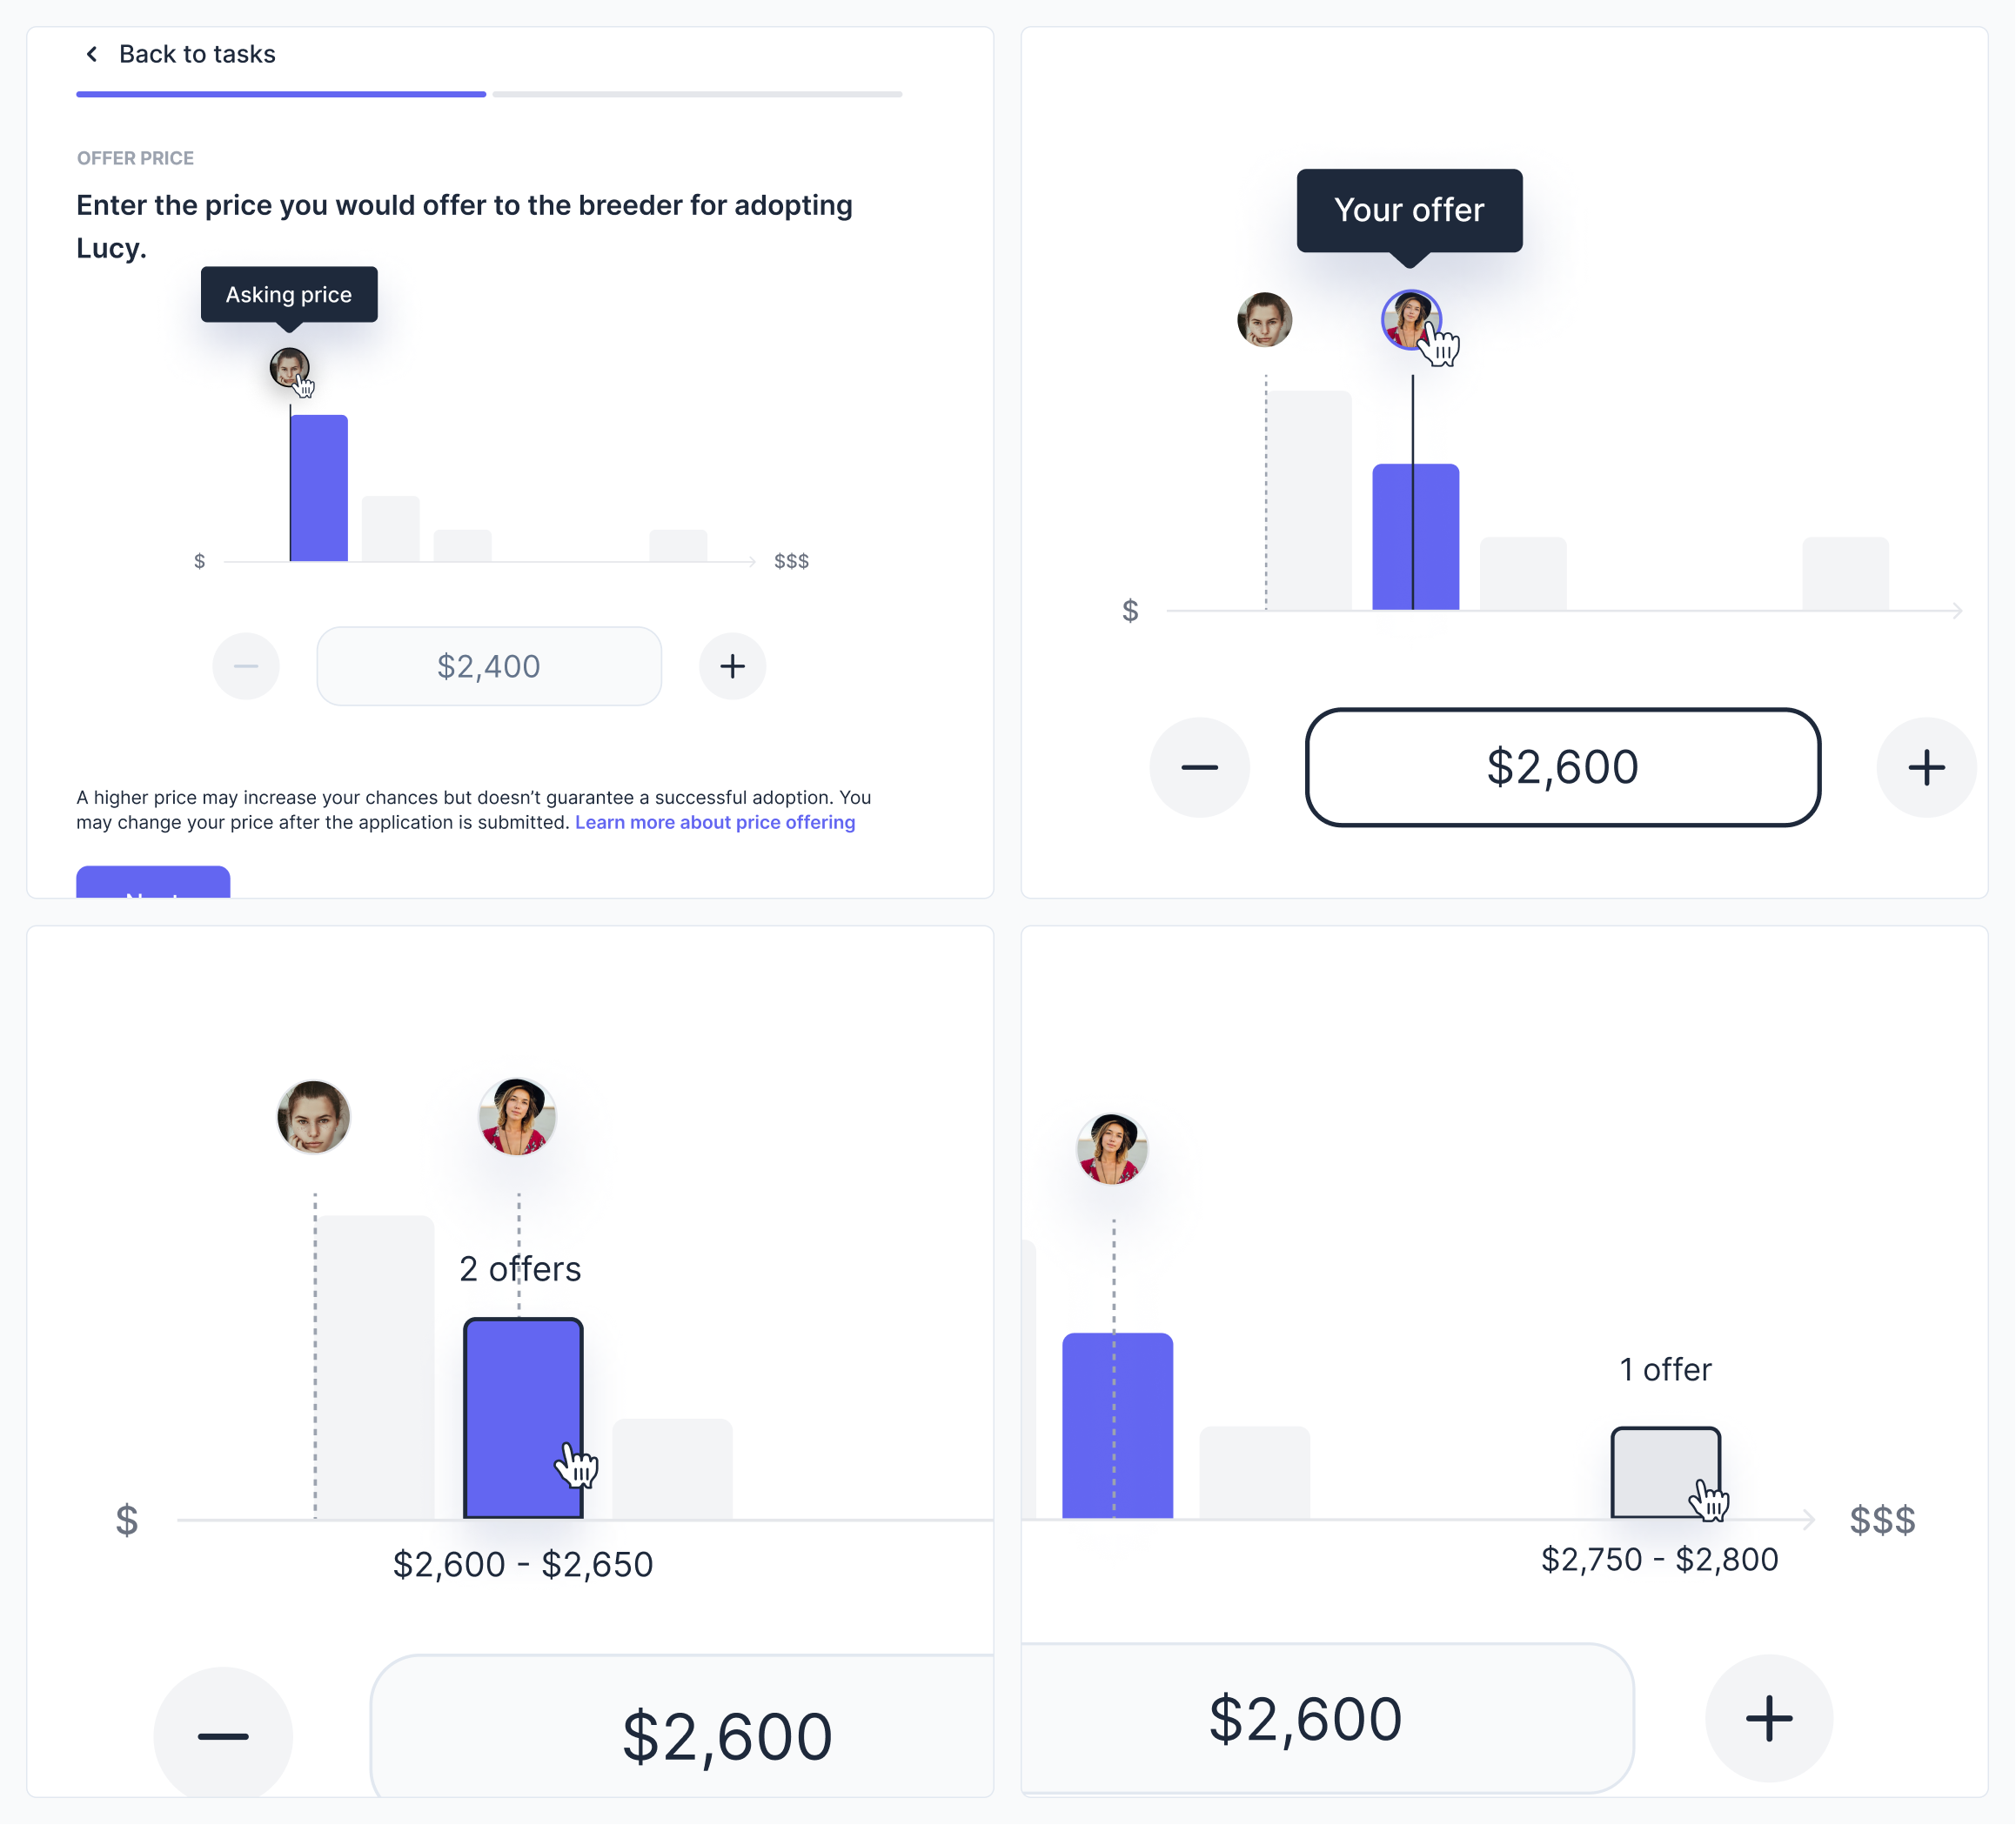 Back to tasks
OFFER PRICE
Enter the price you would offer to the breeder for adopting
Lucy.
Asking price
$
$$$
$2,400
A higher price may increase your chances but doesn’t guarantee a successful adoption. You
may change your price after the application is submitted. Learn more about price offering
Your offer
$
$2,600
2 offers
$
$2,600 - $2,650
$2,600
1 offer
$$$
$2,750 - $2,800
$2,600